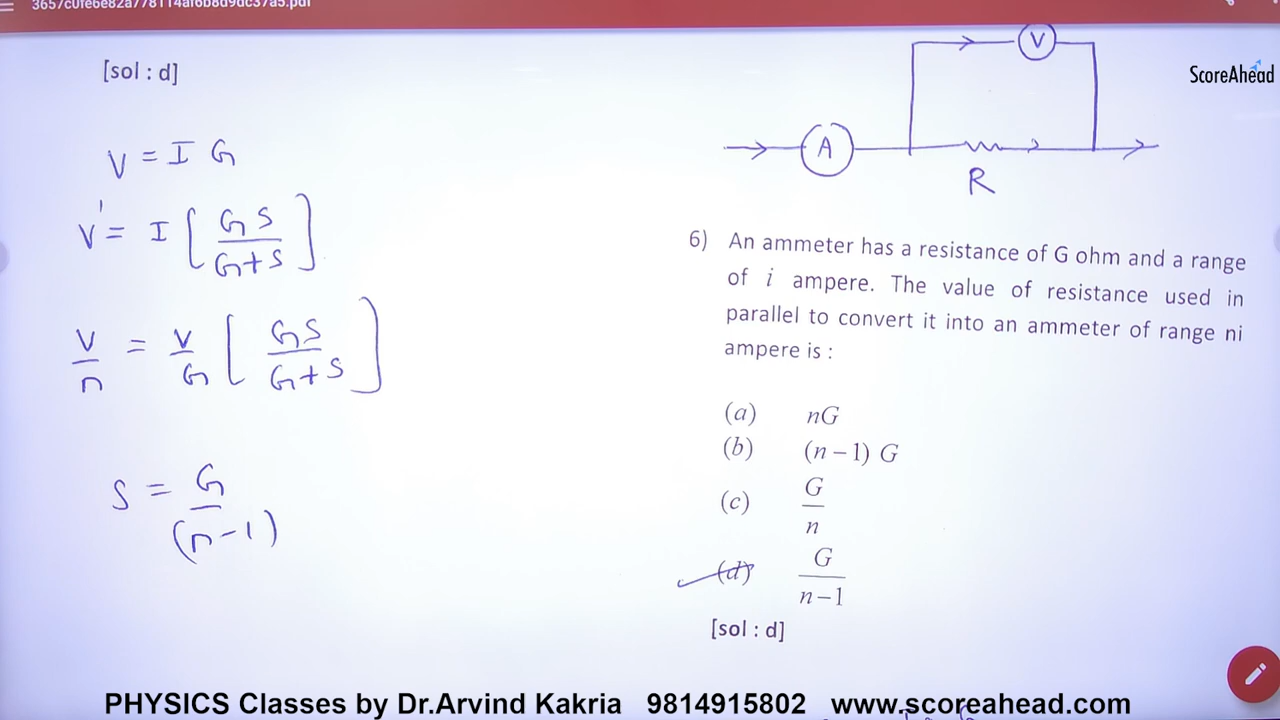 3657c0fe6e82a778114af6b8d9dc37a5.pdf
[sol : d]
V = I G
V' = I [ GS / G+S ]
V/n = V/G [ GS / G+S ]
S = G / (n-1)
V
A
R
ScoreAhead
6) An ammeter has a resistance of G ohm and a range
of i ampere. The value of resistance used in
parallel to convert it into an ammeter of range ni
ampere is :
(a) nG
(b) (n − 1) G
(c) G/n
(d) G/n−1
[sol : d]
PHYSICS Classes by Dr.Arvind Kakria 9814915802 www.scoreahead.com